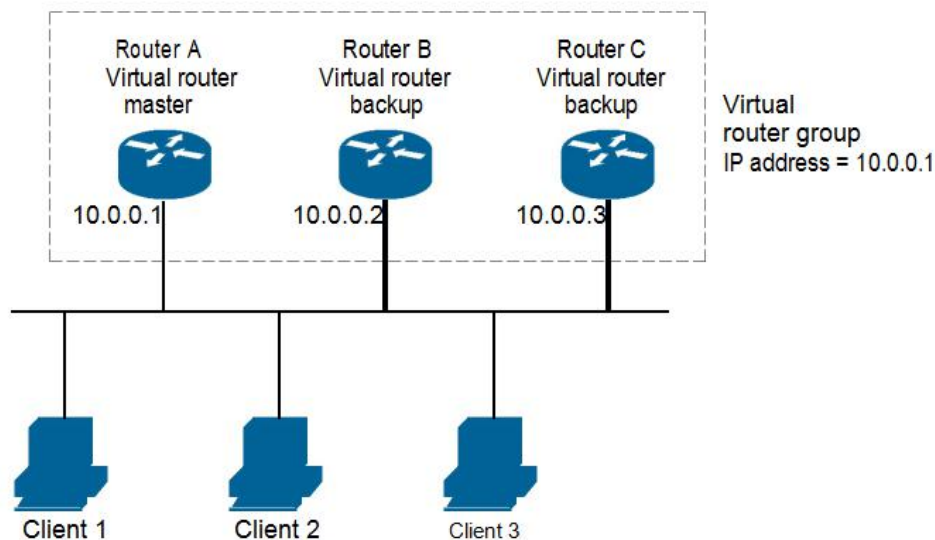 Router A
Virtual router
master
Router B
Virtual router
backup
Router C
Virtual router
backup
Virtual
router group
IP address = 10.0.0.1
10.0.0.1
10.0.0.2
10.0.0.3
Client 1
Client 2
Client 3